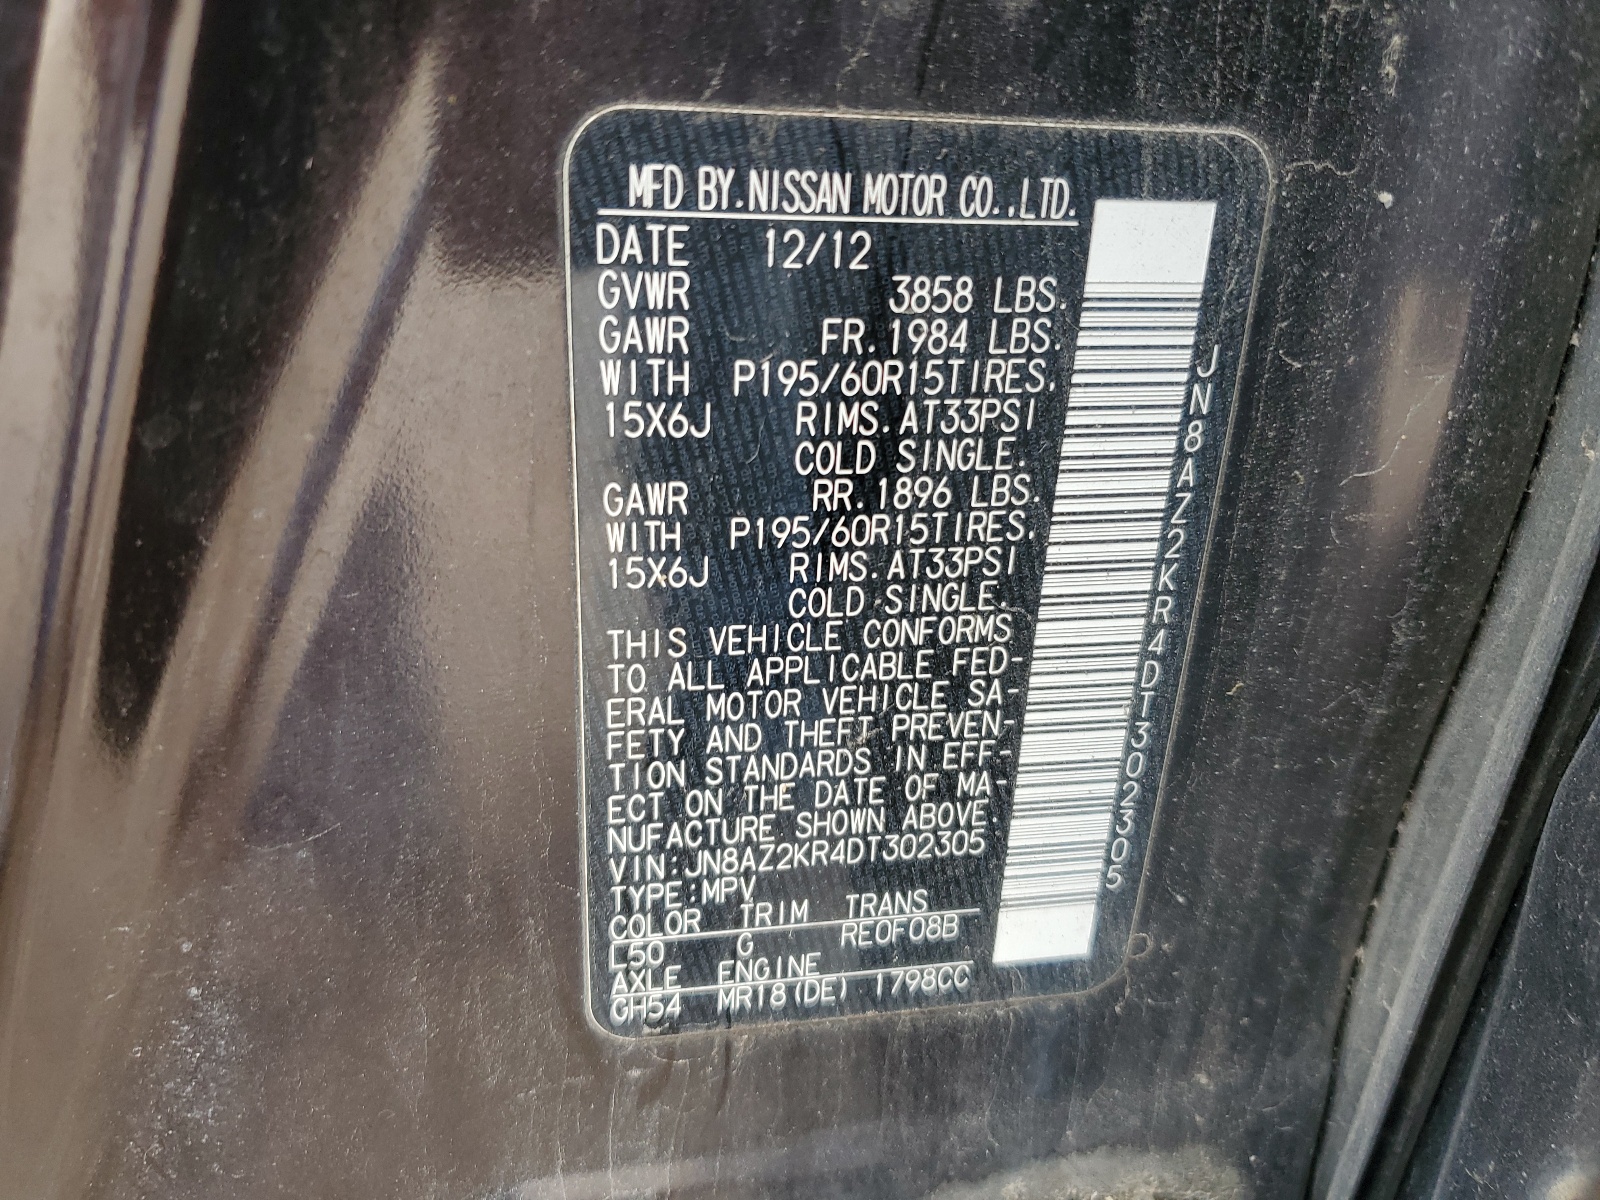 MFD BY.NISSAN MOTOR CO.,LTD.
DATE 12/12
GVWR 3858 LBS.
GAWR FR.1984 LBS.
WITH P195/60R15TIRES.
15X6J RIMS.AT33PSI
COLD SINGLE.
GAWR RR.1896 LBS.
WITH P195/60R15TIRES.
15X6J RIMS.AT33PSI
COLD SINGLE.
THIS VEHICLE CONFORMS
TO ALL APPLICABLE FED-
ERAL MOTOR VEHICLE SA-
FETY AND THEFT PREVEN-
TION STANDARDS IN EFF-
ECT ON THE DATE OF MA-
NUFACTURE SHOWN ABOVE.
VIN:JN8AZ2KR4DT302305
TYPE:MPV
COLOR TRIM TRANS
L50 G RE0F08B
AXLE ENGINE
GH54 MR18(DE) 1798CC
JN8AZ2KR4DT302305